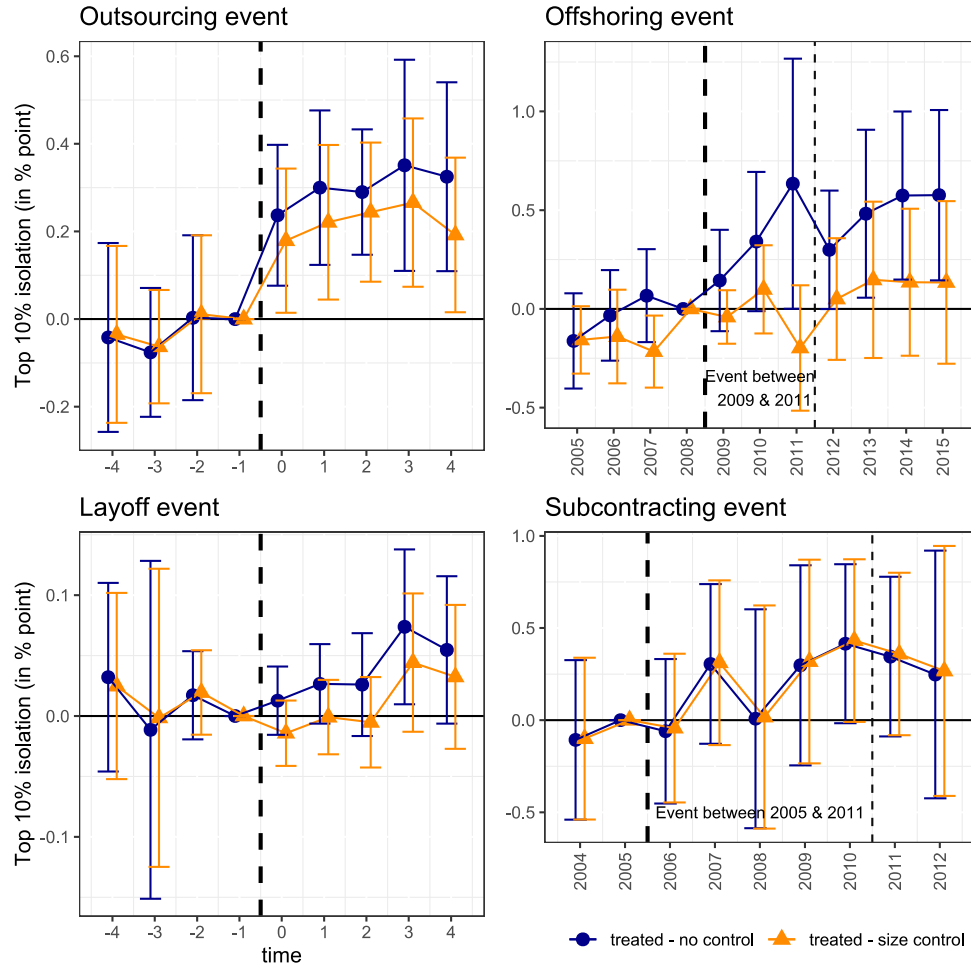 Outsourcing event
Top 10% isolation (in % point)
0.6
0.4
0.2
0.0
-0.2
-4 -3 -2 -1 0 1 2 3 4
Offshoring event
1.0
0.5
0.0
-0.5
Event between
2009 & 2011
2005 2006 2007 2008 2009 2010 2011 2012 2013 2014 2015
Layoff event
Top 10% isolation (in % point)
0.1
0.0
-0.1
-4 -3 -2 -1 0 1 2 3 4
time
Subcontracting event
1.0
0.5
0.0
-0.5
Event between 2005 & 2011
2004 2005 2006 2007 2008 2009 2010 2011 2012
treated - no control treated - size control